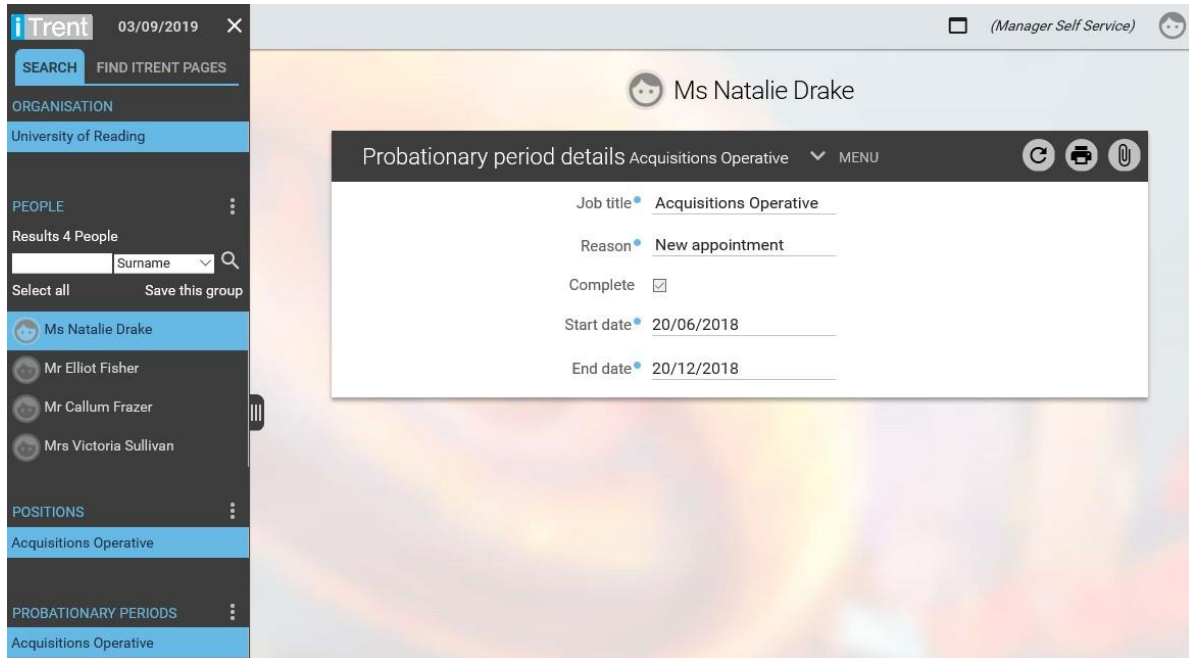 iTrent 03/09/2019
SEARCH FIND ITRENT PAGES
ORGANISATION
University of Reading
PEOPLE
Results 4 People
Surname
Select all Save this group
Ms Natalie Drake
Mr Elliot Fisher
Mr Callum Frazer
Mrs Victoria Sullivan
POSITIONS
Acquisitions Operative
PROBATIONARY PERIODS
Acquisitions Operative
(Manager Self Service)
Ms Natalie Drake
Probationary period details Acquisitions Operative MENU
Job title Acquisitions Operative
Reason New appointment
Complete
Start date 20/06/2018
End date 20/12/2018